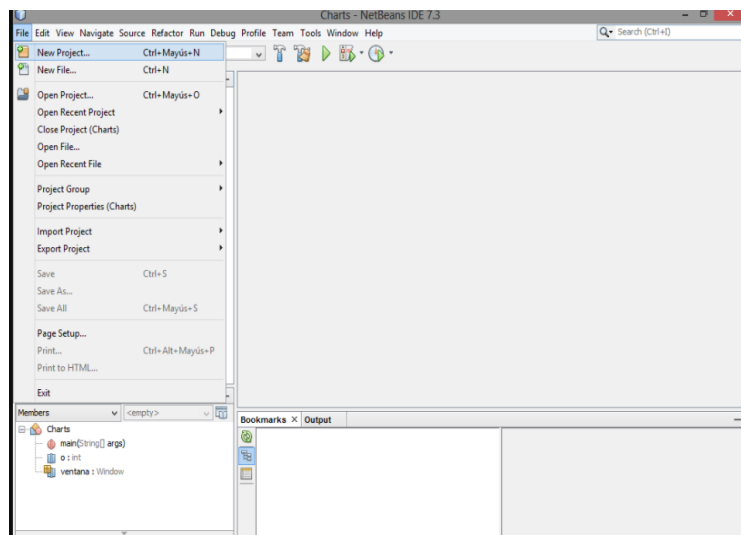 Charts - NetBeans IDE 7.3
File Edit View Navigate Source Refactor Run Debug Profile Team Tools Window Help
Search (Ctrl+I)
New Project... Ctrl+Mayús+N
New File... Ctrl+N
Open Project... Ctrl+Mayús+O
Open Recent Project
Close Project (Charts)
Open File...
Open Recent File
Project Group
Project Properties (Charts)
Import Project
Export Project
Save Ctrl+S
Save As...
Save All Ctrl+Mayús+S
Page Setup...
Print... Ctrl+Alt+Mayús+P
Print to HTML...
Exit
Members <empty>
Bookmarks Output
Charts
main(String[] args)
o : int
ventana : Window